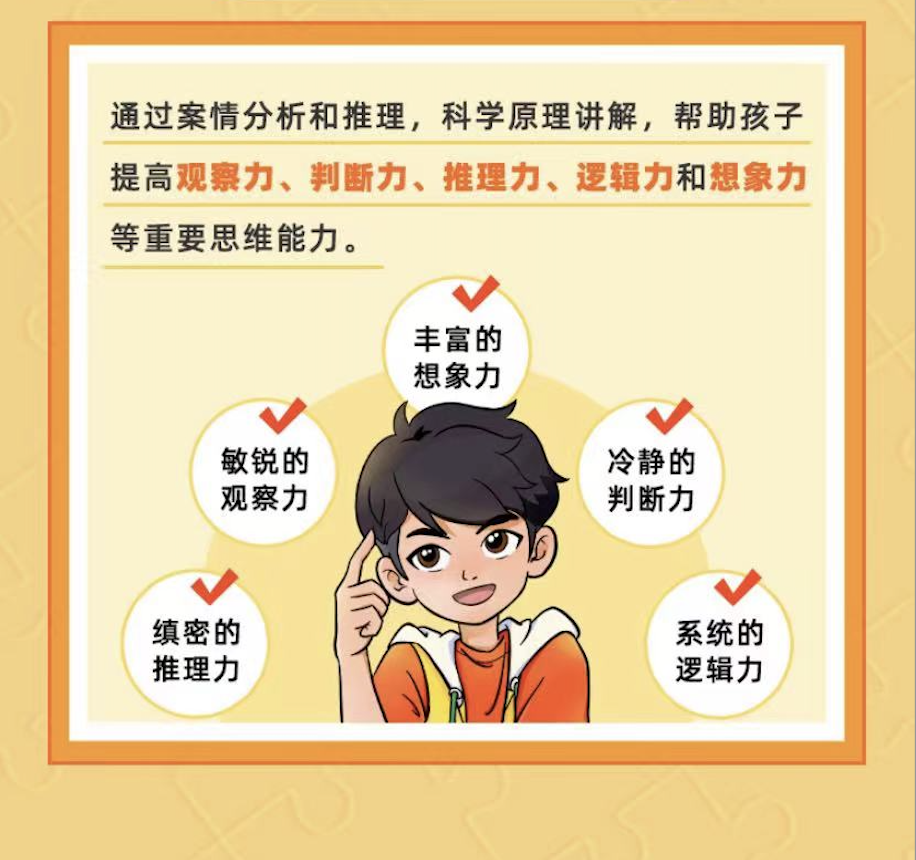 通过案情分析和推理，科学原理讲解，帮助孩子
提高观察力、判断力、推理力、逻辑力和想象力
等重要思维能力。
丰富的
想象力
敏锐的
观察力
冷静的
判断力
缜密的
推理力
系统的
逻辑力